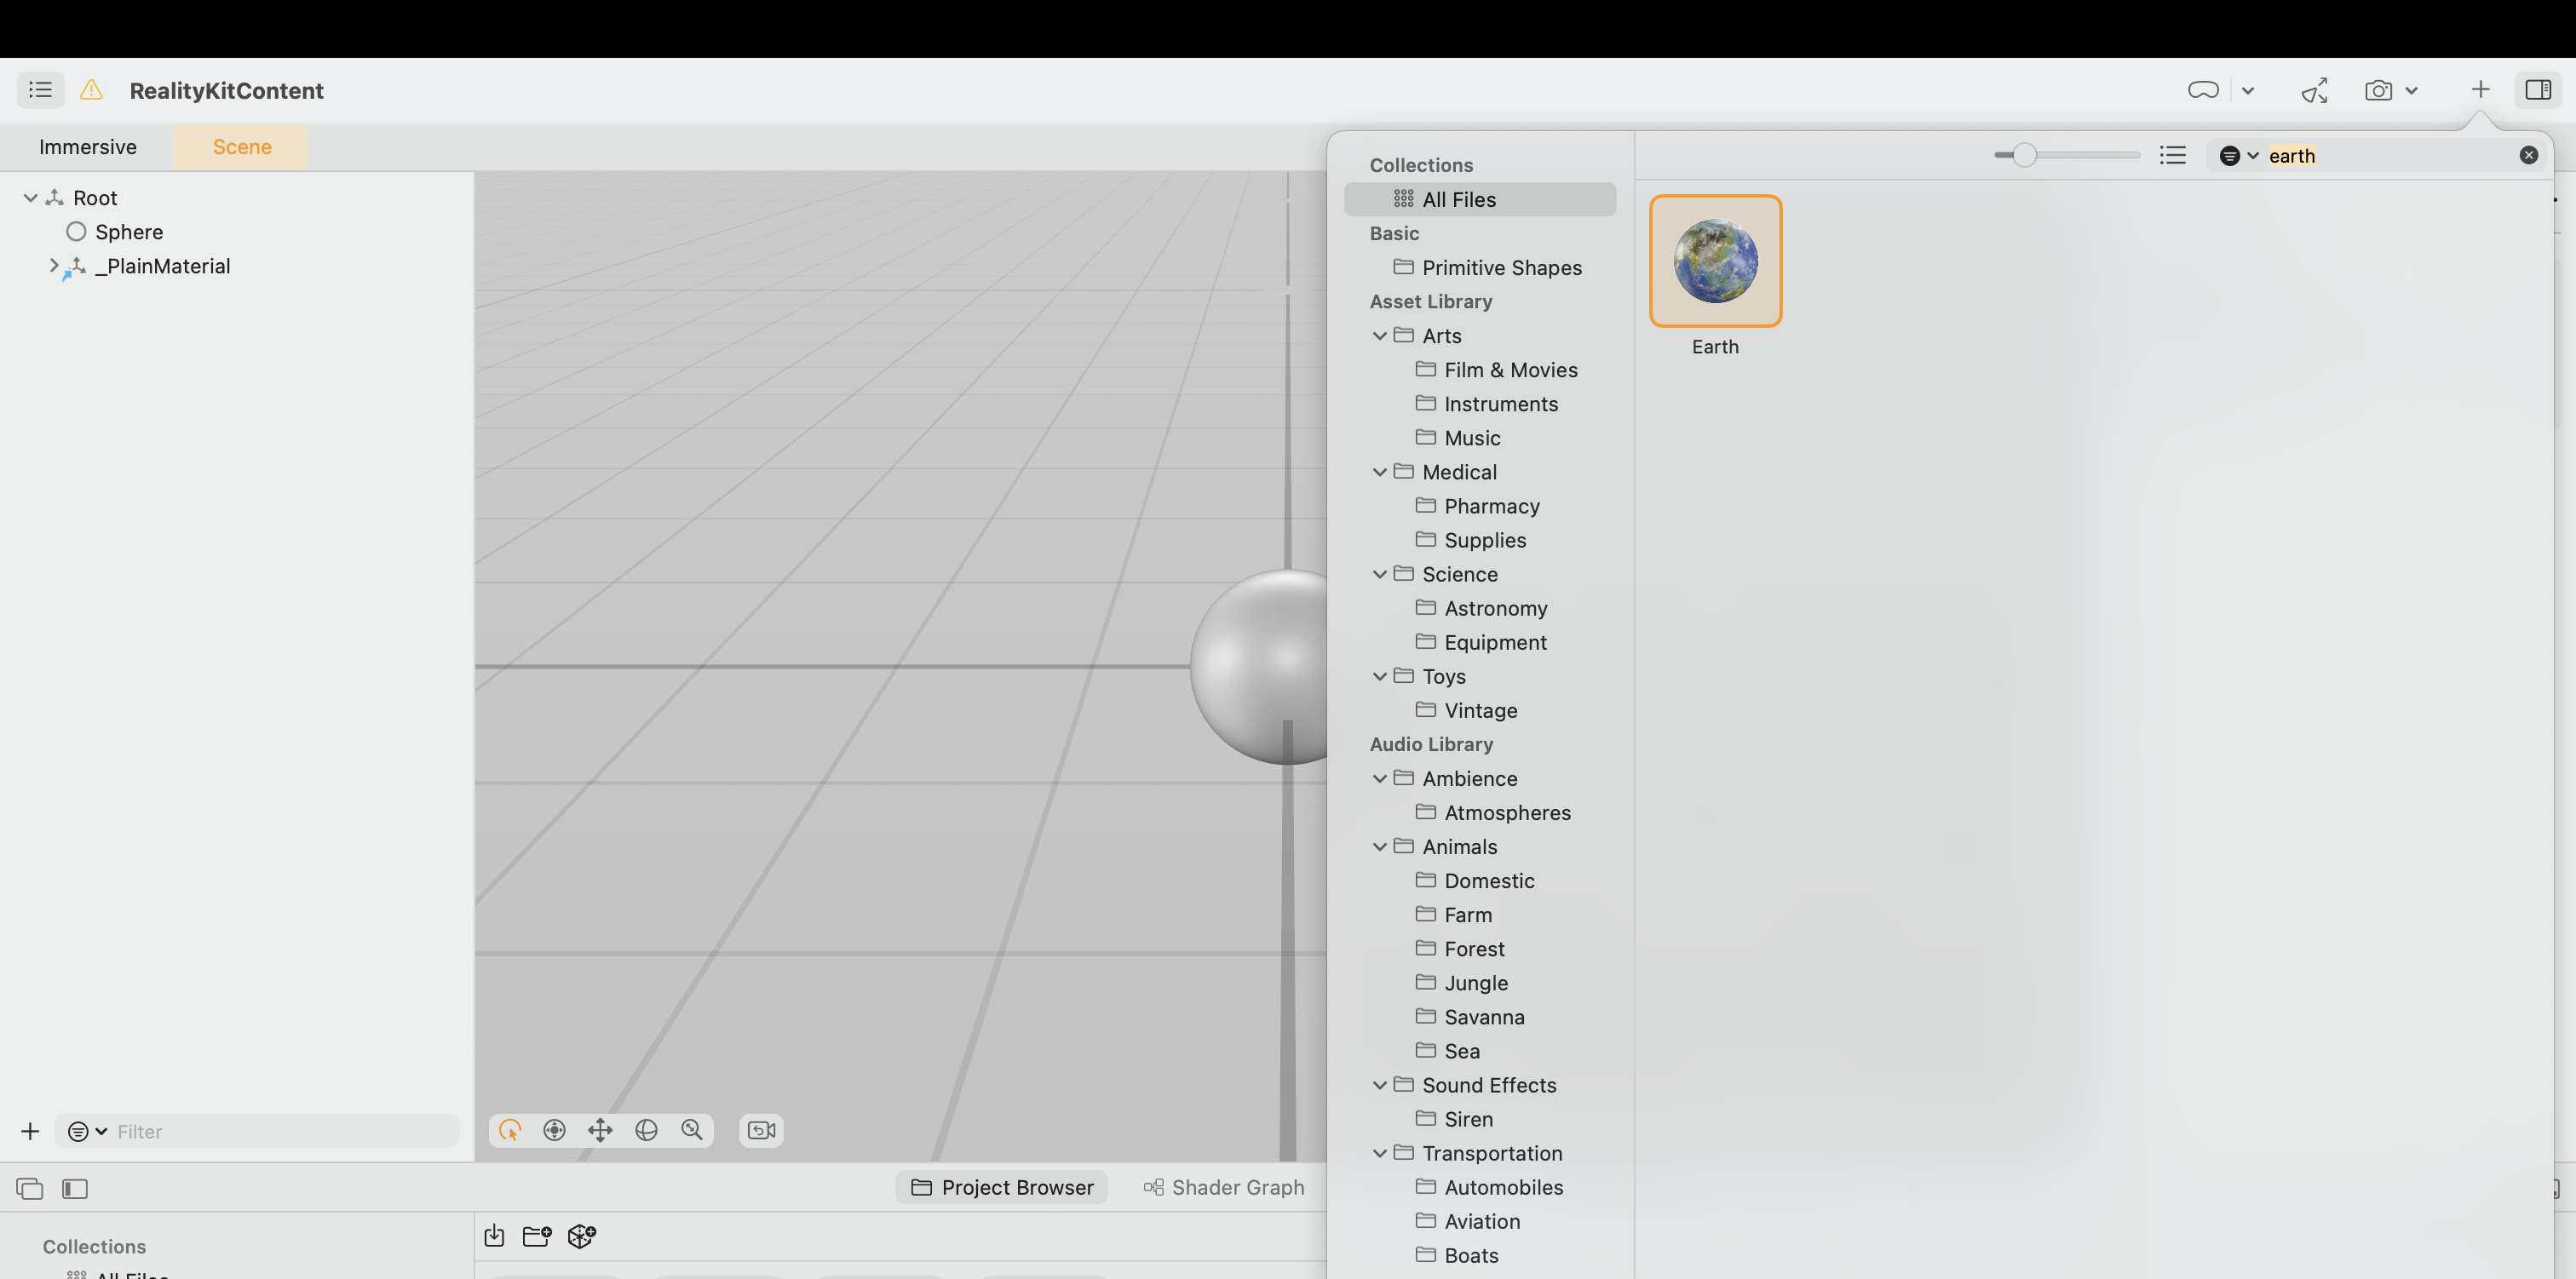 RealityKitContent
Immersive
Scene
Root
Sphere
_PlainMaterial
Filter
Project Browser
Shader Graph
Collections
Collections
All Files
Basic
Primitive Shapes
Asset Library
Arts
Film & Movies
Instruments
Music
Medical
Pharmacy
Supplies
Science
Astronomy
Equipment
Toys
Vintage
Audio Library
Ambience
Atmospheres
Animals
Domestic
Farm
Forest
Jungle
Savanna
Sea
Sound Effects
Siren
Transportation
Automobiles
Aviation
Boats
earth
Earth